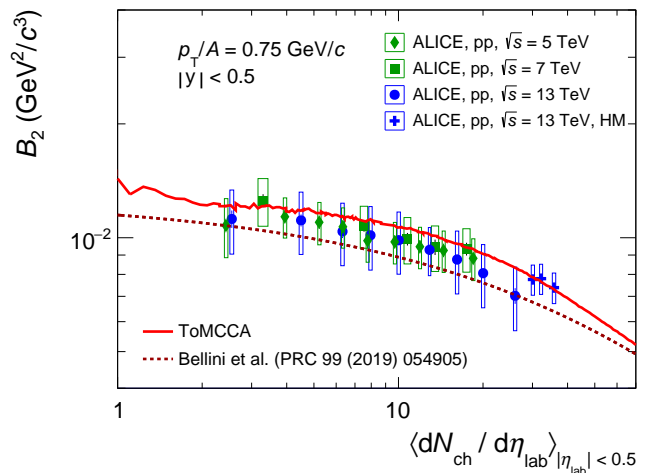 B₂ (GeV²/c³)
p_T/A = 0.75 GeV/c
|y| < 0.5
ALICE, pp, √s = 5 TeV
ALICE, pp, √s = 7 TeV
ALICE, pp, √s = 13 TeV
ALICE, pp, √s = 13 TeV, HM
10⁻²
ToMCCA
Bellini et al. (PRC 99 (2019) 054905)
1 10
⟨dN_ch / dη_lab⟩_|η_lab| < 0.5